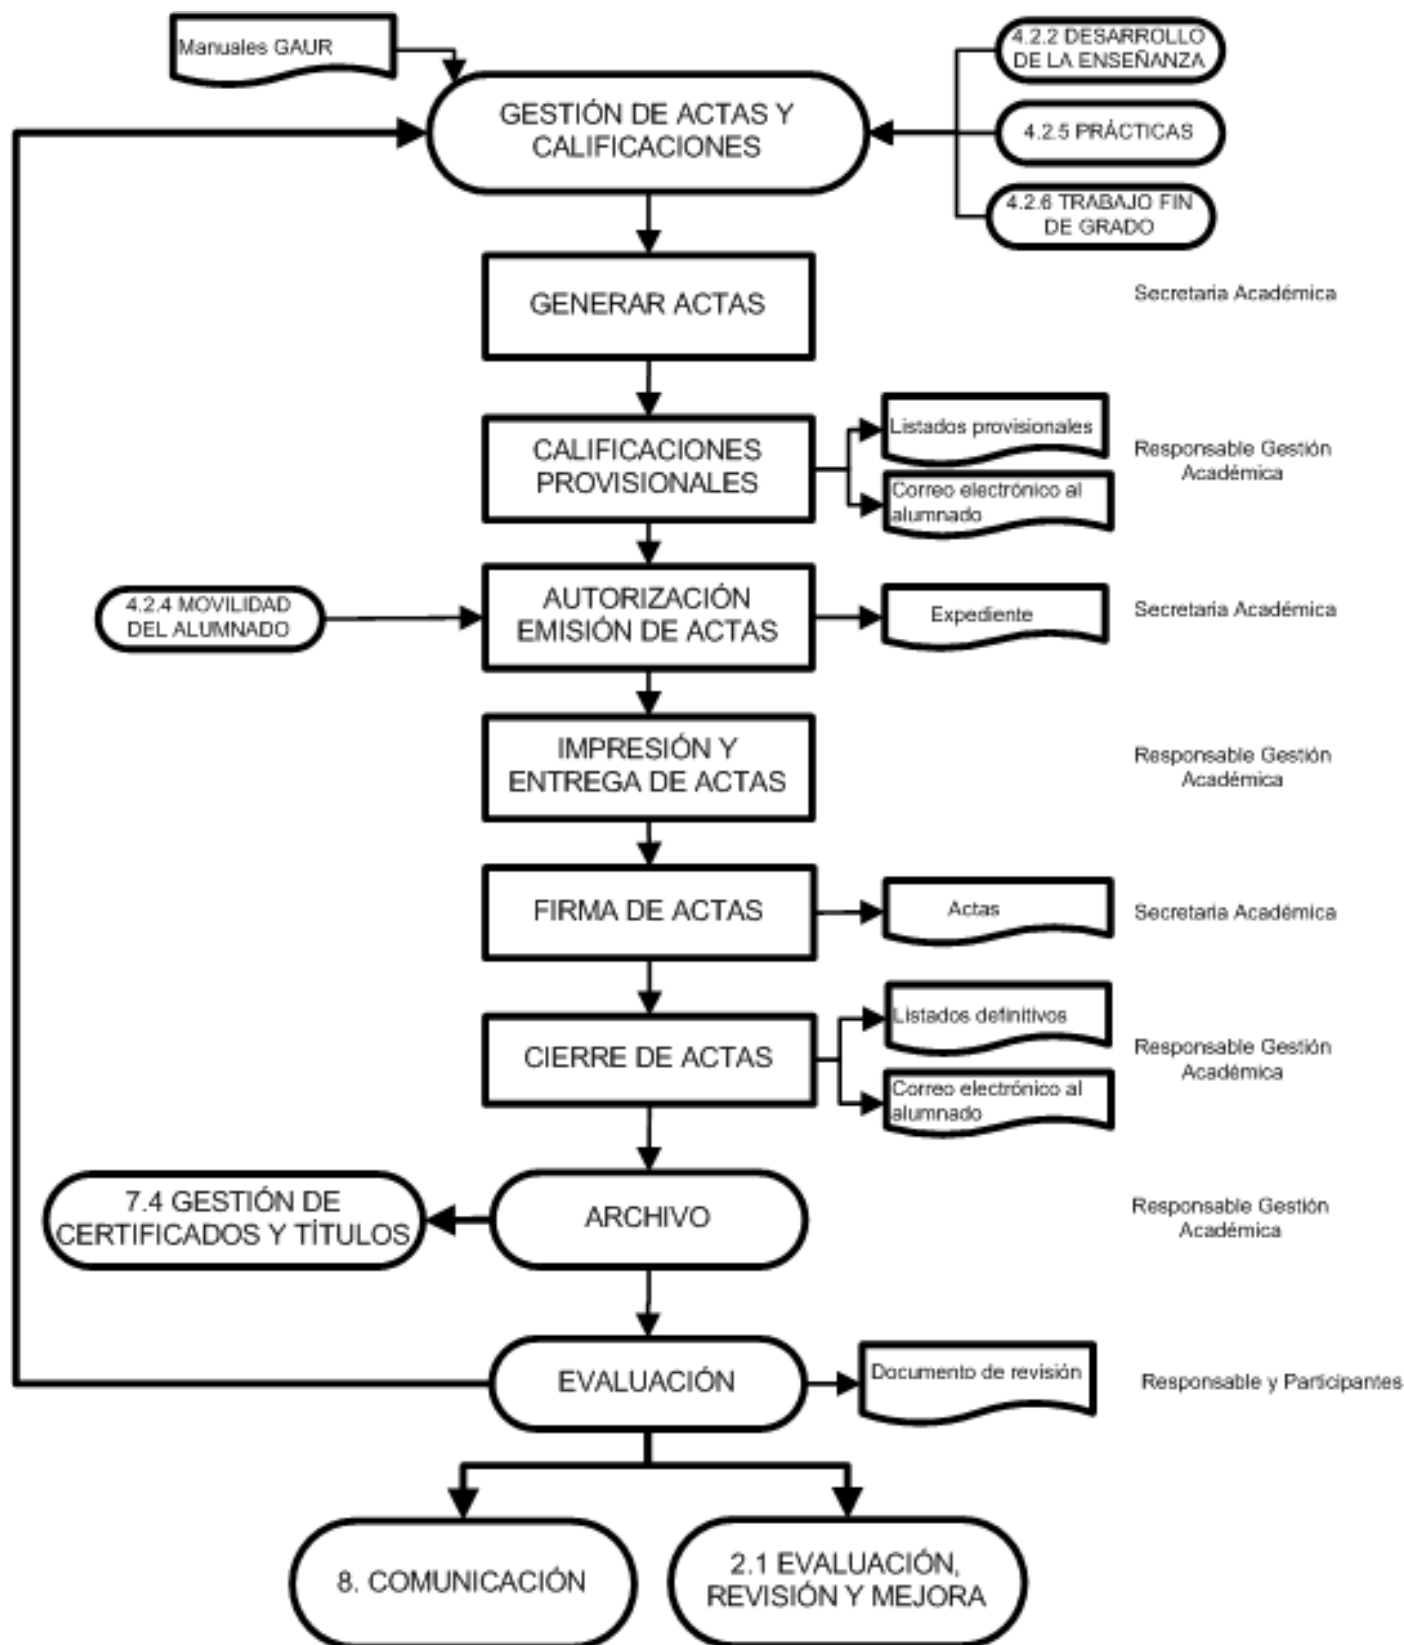 Manuales GAUR
4.2.2 DESARROLLO
DE LA ENSEÑANZA
GESTIÓN DE ACTAS Y
CALIFICACIONES
4.2.5 PRÁCTICAS
4.2.6 TRABAJO FIN
DE GRADO
GENERAR ACTAS
Secretaria Académica
CALIFICACIONES
PROVISIONALES
Listados provisionales
Correo electrónico al
alumnado
Responsable Gestión
Académica
4.2.4 MOVILIDAD
DEL ALUMNADO
AUTORIZACIÓN
EMISIÓN DE ACTAS
Expediente
Secretaria Académica
IMPRESIÓN Y
ENTREGA DE ACTAS
Responsable Gestión
Académica
FIRMA DE ACTAS
Actas
Secretaria Académica
CIERRE DE ACTAS
Listados definitivos
Correo electrónico al
alumnado
Responsable Gestión
Académica
7.4 GESTIÓN DE
CERTIFICADOS Y TÍTULOS
ARCHIVO
Responsable Gestión
Académica
EVALUACIÓN
Documento de revisión
Responsable y Participantes
8. COMUNICACIÓN
2.1 EVALUACIÓN,
REVISIÓN Y MEJORA